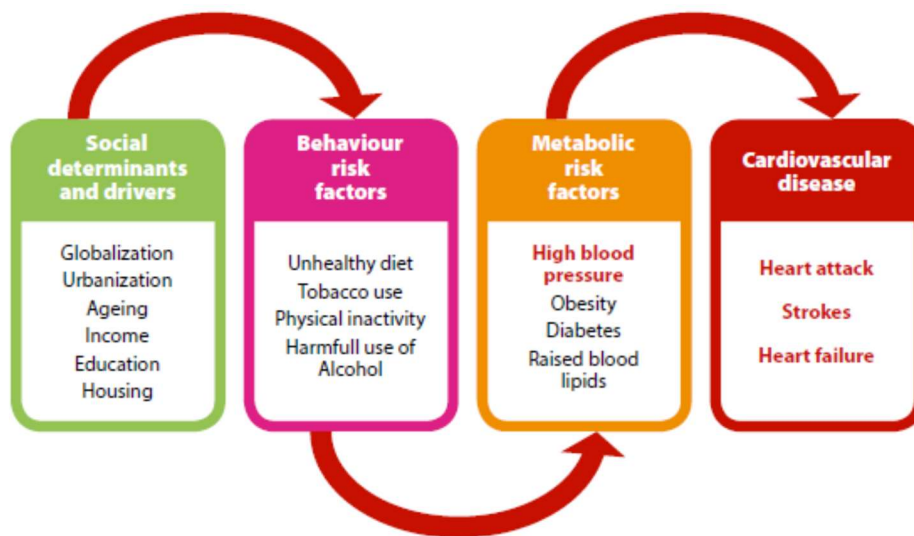 Social
determinants
and drivers
Globalization
Urbanization
Ageing
Income
Education
Housing
Behaviour
risk
factors
Unhealthy diet
Tobacco use
Physical inactivity
Harmfull use of
Alcohol
Metabolic
risk
factors
High blood
pressure
Obesity
Diabetes
Raised blood
lipids
Cardiovascular
disease
Heart attack
Strokes
Heart failure